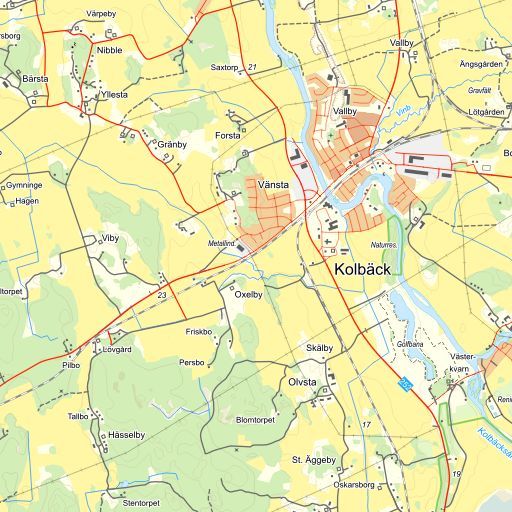 Värpeby
Vallby
Nibble
Saxtorp
21
Ängsgården
Bärsta
Yllesta
Gravfält
Vallby
Vinb
Lötgården
Forsta
Gränby
Gymninge
Vänsta
Hagen
Viby
Metallind.
Naturres.
Kolbäck
23
Oxelby
Friskbo
Golfbana
Lövgård
Skälby
Väster-
kvarn
Pilbo
Persbo
Olvsta
252
Tallbo
Blomtorpet
Hässelby
St. Äggeby
Stentorpet
Oskarsborg
19